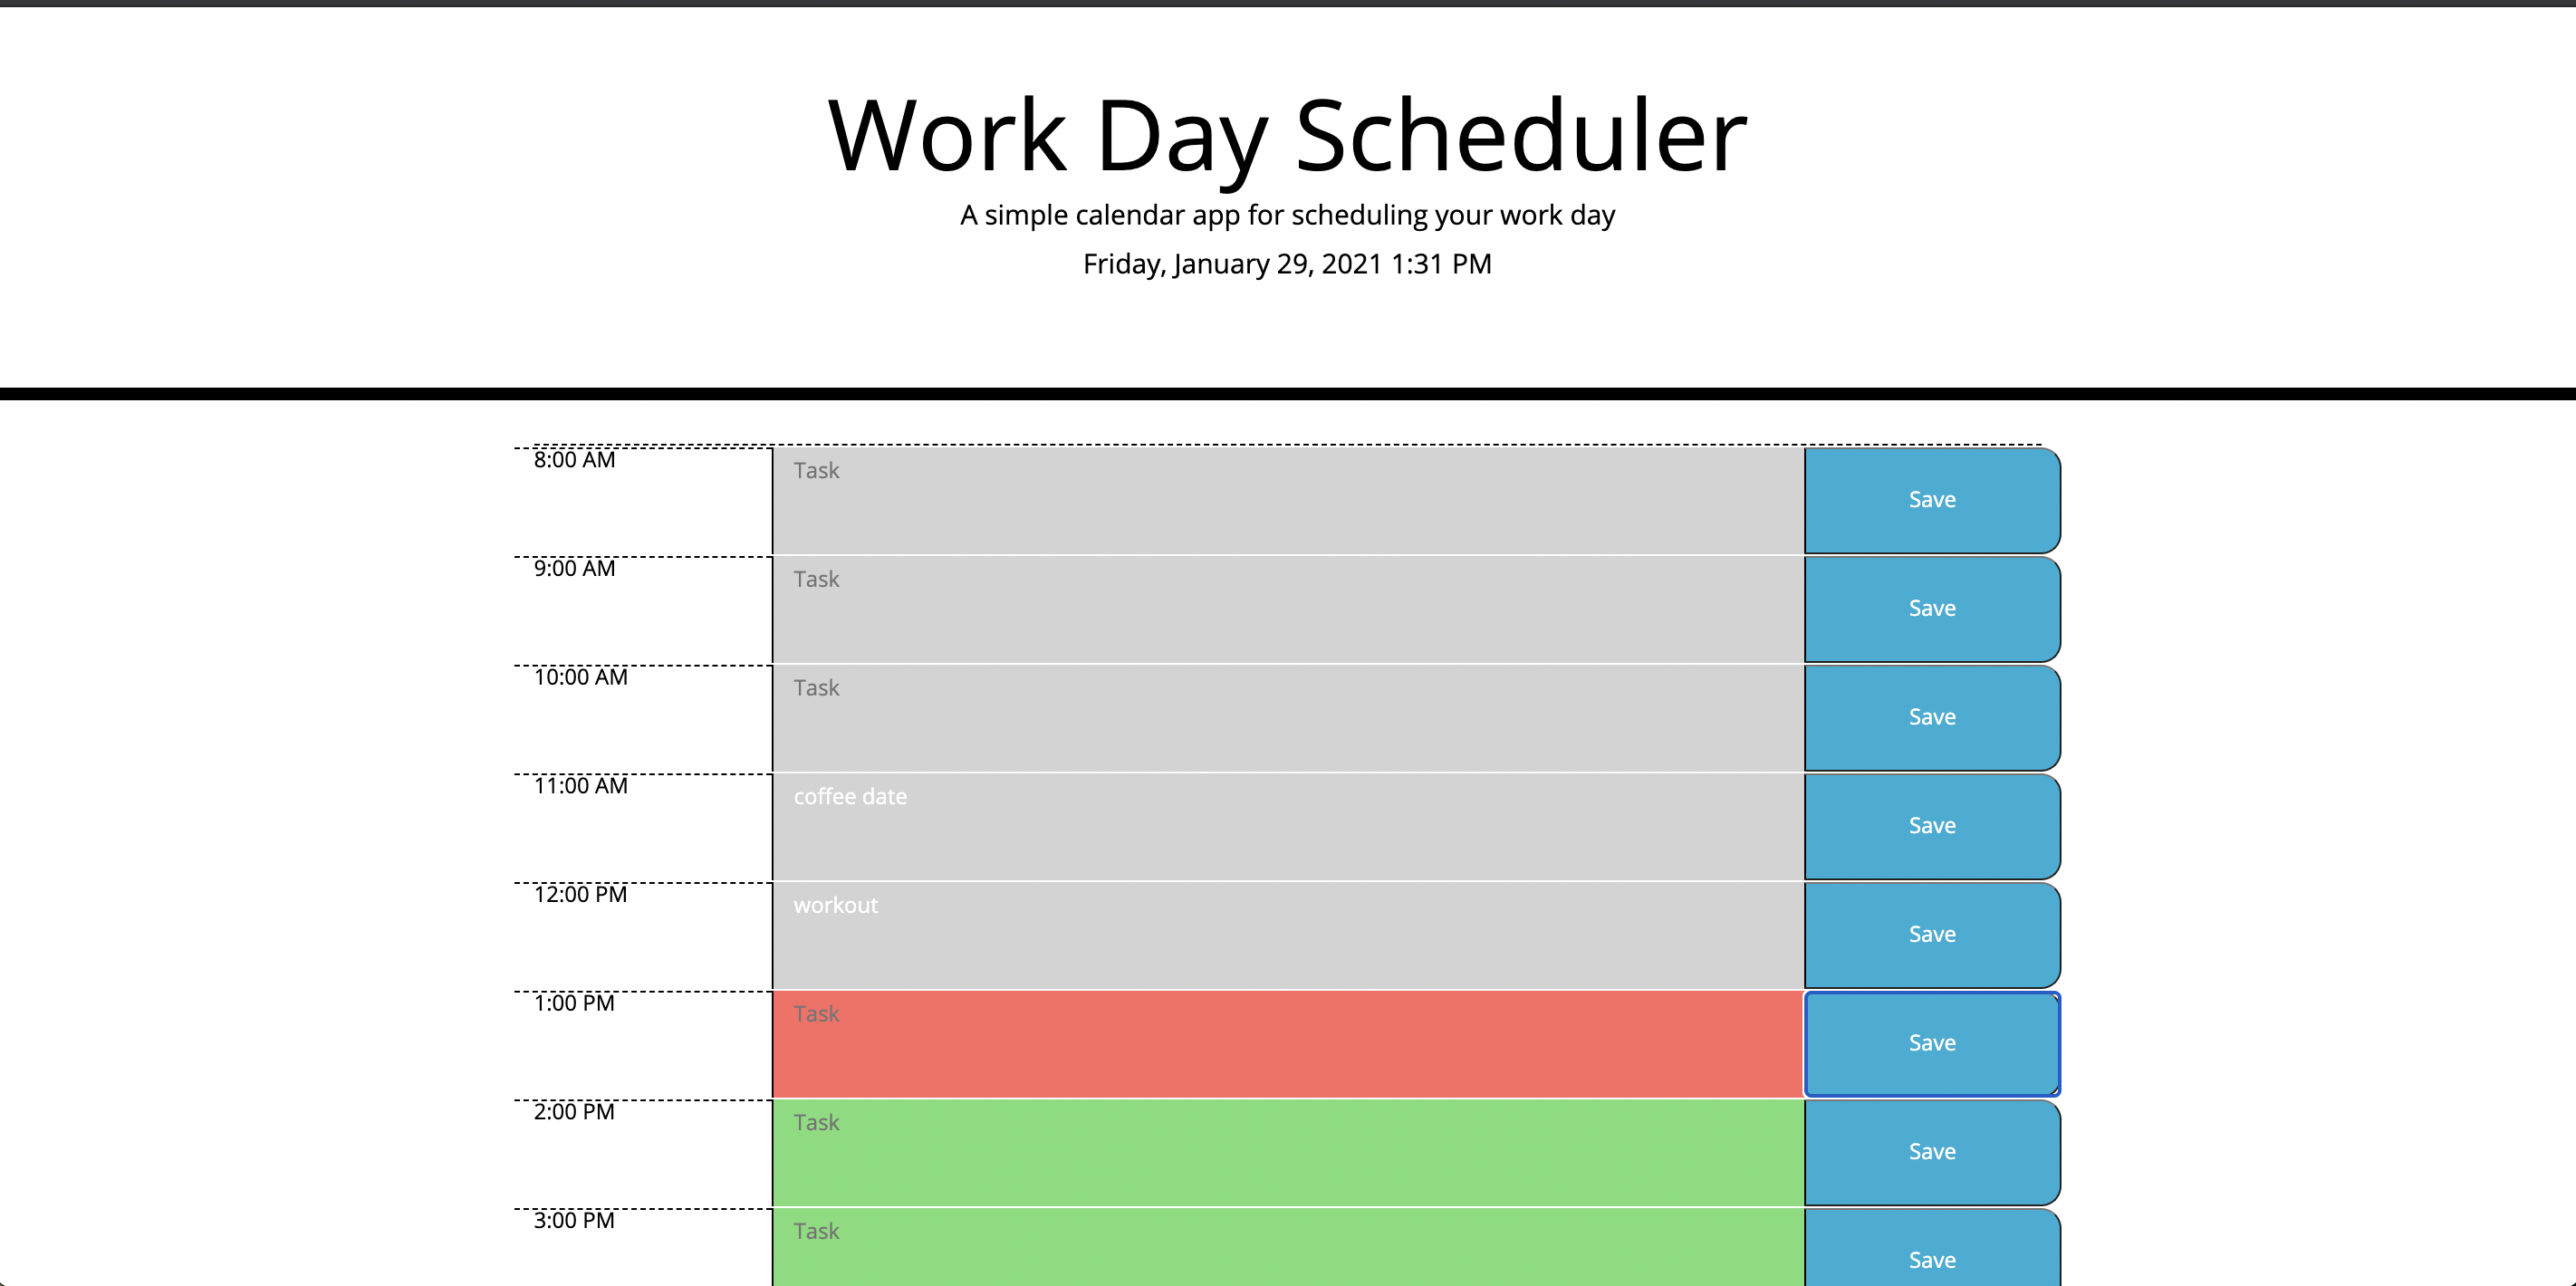 Work Day Scheduler
A simple calendar app for scheduling your work day
Friday, January 29, 2021 1:31 PM
8:00 AM Task Save
9:00 AM Task Save
10:00 AM Task Save
11:00 AM coffee date Save
12:00 PM workout Save
1:00 PM Task Save
2:00 PM Task Save
3:00 PM Task Save